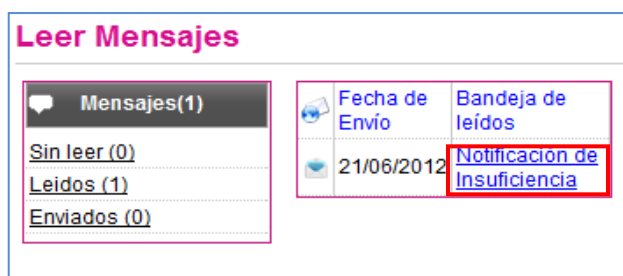 Leer Mensajes
Mensajes(1)
Sin leer (0)
Leidos (1)
Enviados (0)
Fecha de Envío
Bandeja de leídos
21/06/2012
Notificación de Insuficiencia